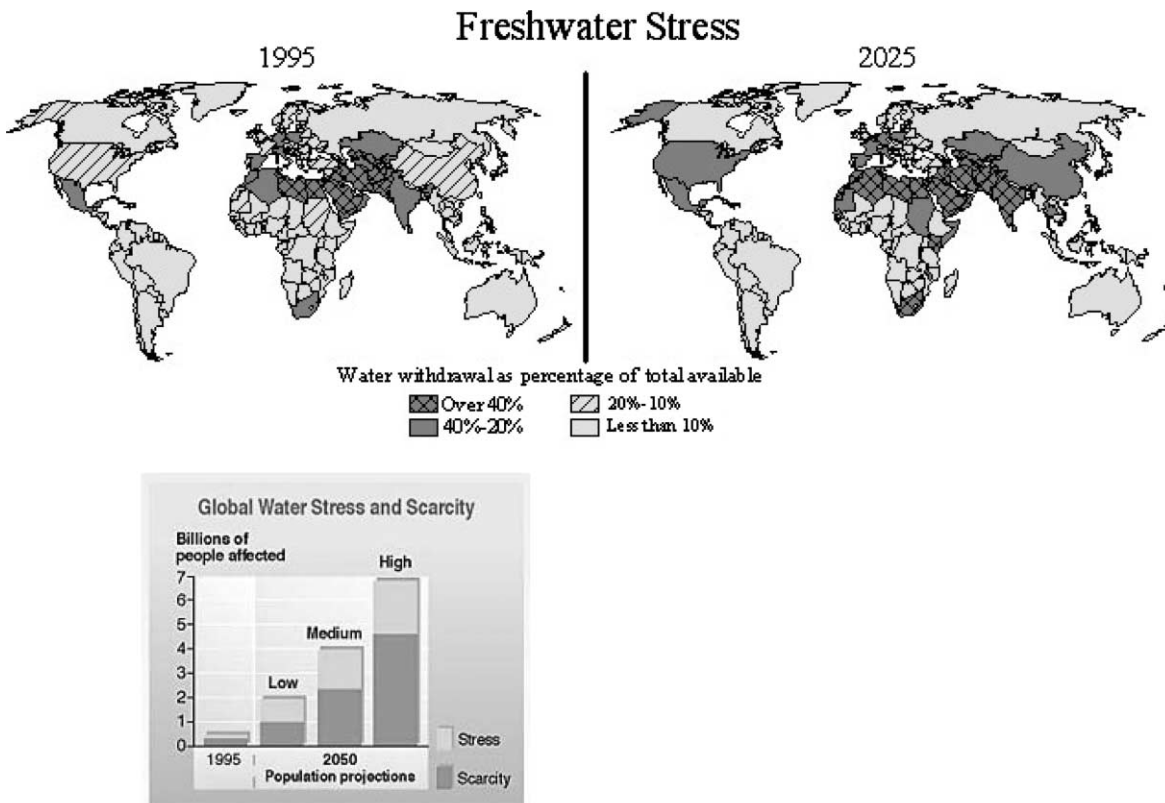 Freshwater Stress
1995
2025
Water withdrawal as percentage of total available
Over 40%
20%-10%
40%-20%
Less than 10%
Global Water Stress and Scarcity
Billions of
people affected
High
7
6
5
Medium
4
3
Low
2
1
0
Stress
1995
2050
Population projections
Scarcity